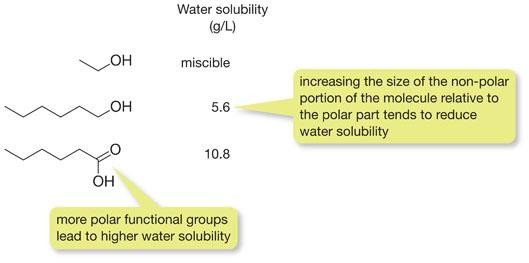 Water solubility
(g/L)
OH
miscible
OH
5.6
increasing the size of the non-polar
portion of the molecule relative to
the polar part tends to reduce
water solubility
O
OH
10.8
more polar functional groups
lead to higher water solubility